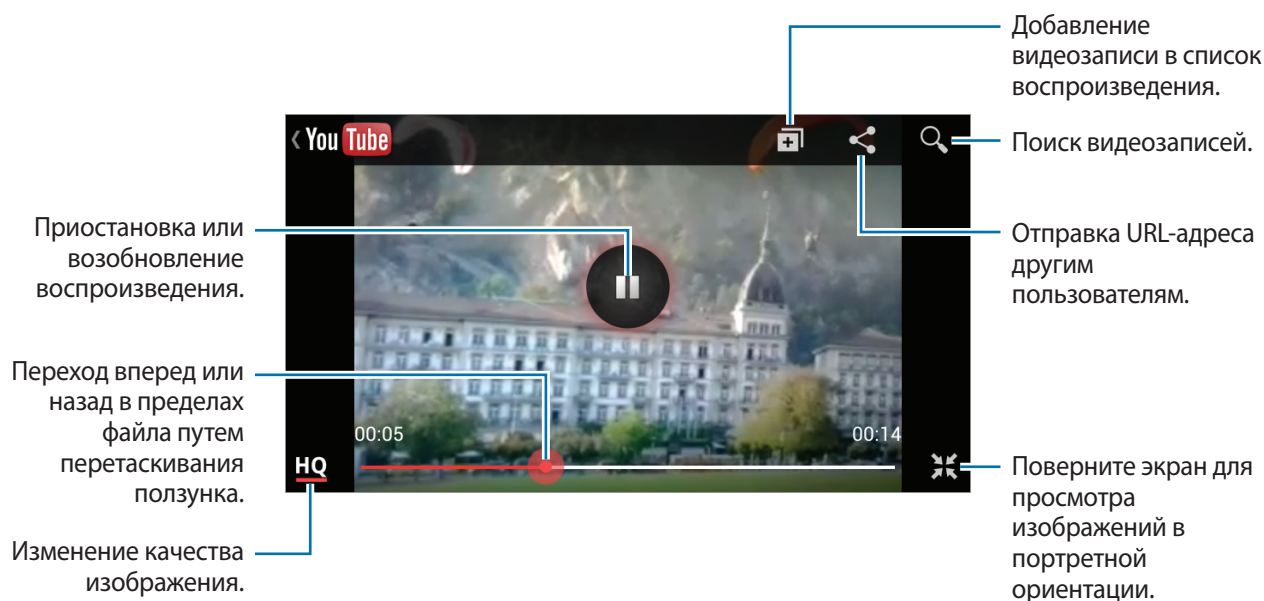 Добавление
видеозаписи в список
воспроизведения.
Поиск видеозаписей.
Отправка URL-адреса
другим
пользователям.
Поверните экран для
просмотра
изображений в
портретной
ориентации.
Приостановка или
возобновление
воспроизведения.
Переход вперед или
назад в пределах
файла путем
перетаскивания
ползунка.
Изменение качества
изображения.
You Tube
00:05
00:14
HQ